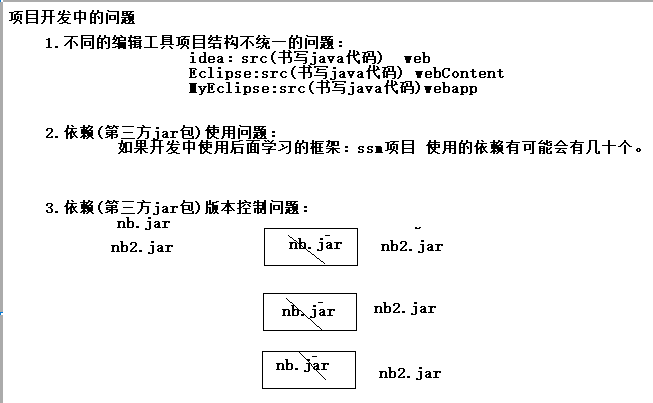 项目开发中的问题
1.不同的编辑工具项目结构不统一的问题：
idea：src(书写java代码) web
Eclipse:src(书写java代码) webContent
MyEclipse:src(书写java代码)webapp
2.依赖(第三方jar包)使用问题：
如果开发中使用后面学习的框架：ssm项目 使用的依赖有可能会有几十个。
3.依赖(第三方jar包)版本控制问题：
nb.jar
nb2.jar
nb.jar
nb2.jar
nb.jar
nb2.jar
nb.jar
nb2.jar